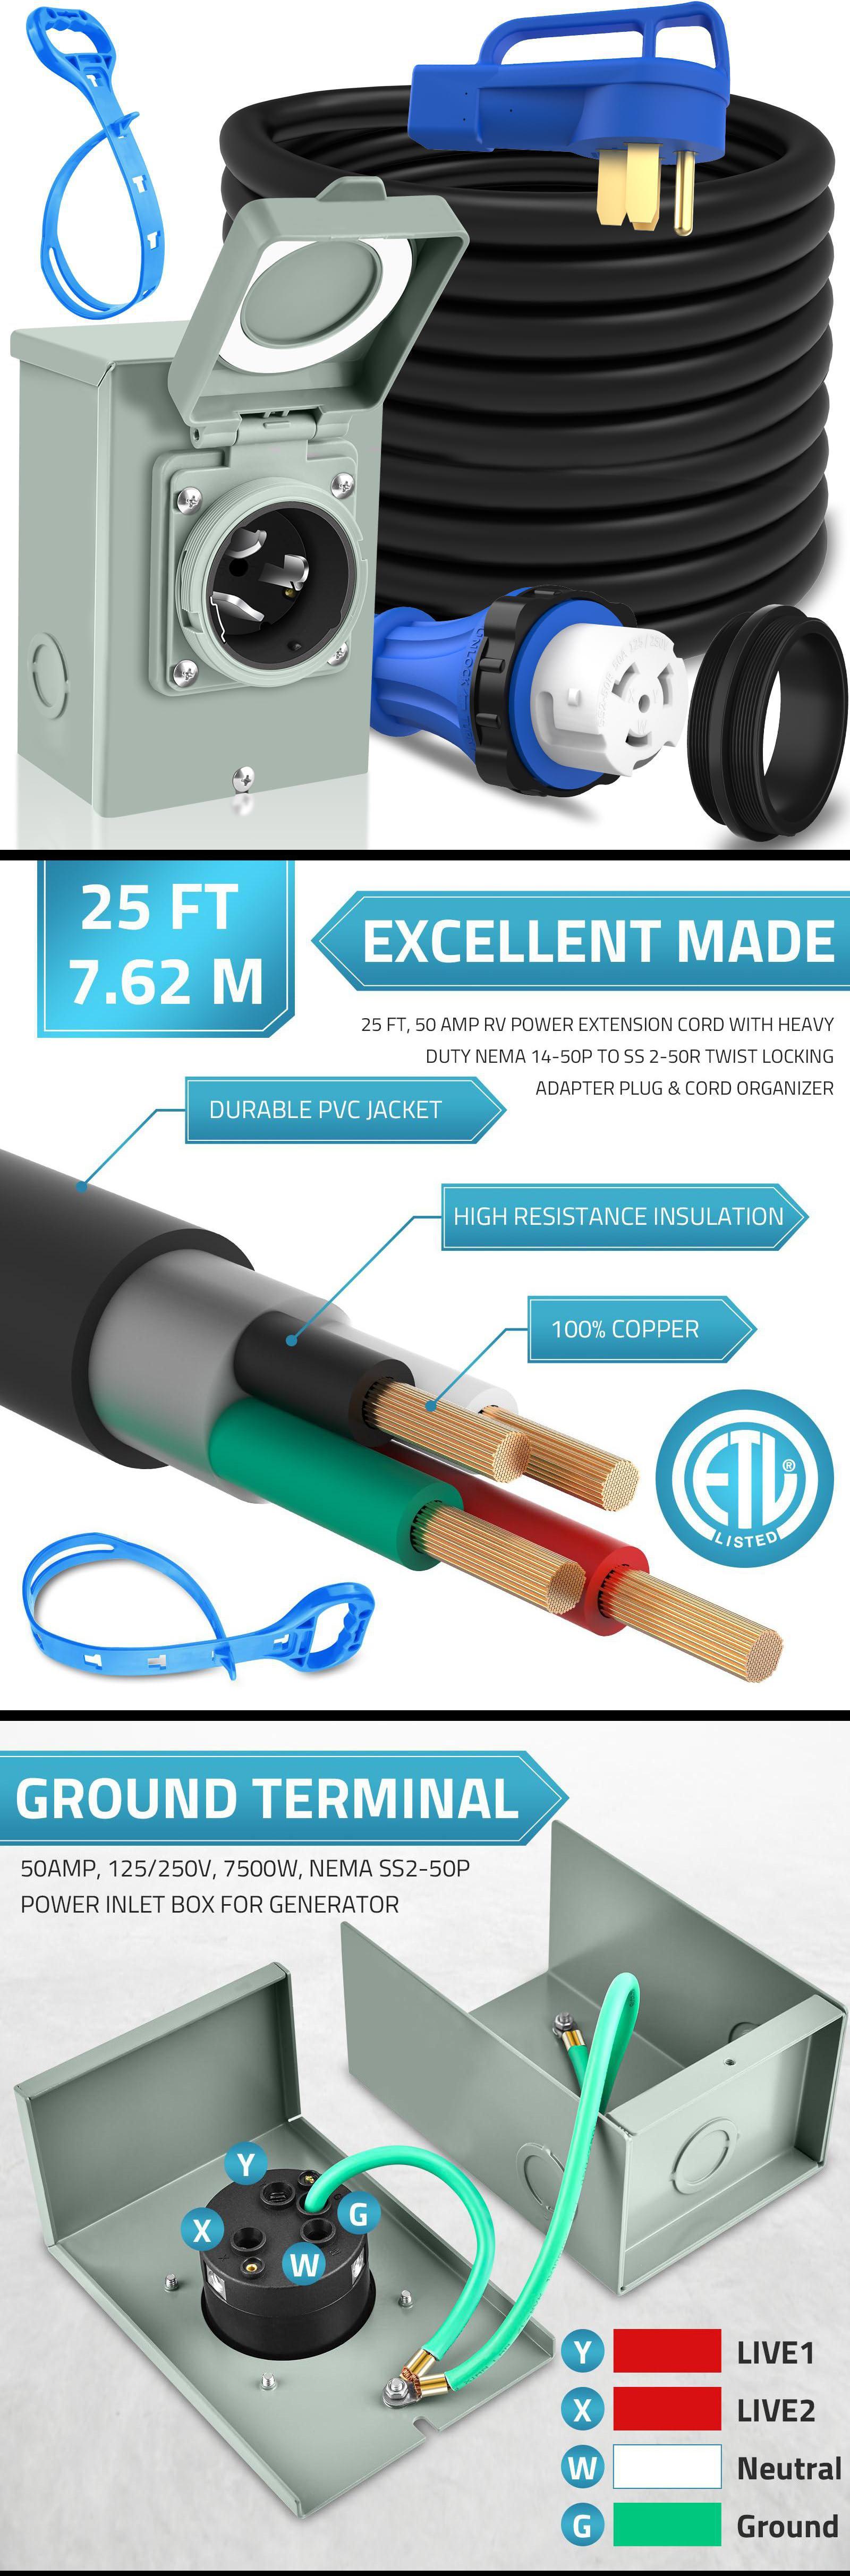 UNLOCK
25 FT
7.62 M
EXCELLENT MADE
25 FT, 50 AMP RV POWER EXTENSION CORD WITH HEAVY
DUTY NEMA 14-50P TO SS 2-50R TWIST LOCKING
ADAPTER PLUG & CORD ORGANIZER
DURABLE PVC JACKET
HIGH RESISTANCE INSULATION
100% COPPER
ETL®
LISTED
GROUND TERMINAL
50AMP, 125/250V, 7500W, NEMA SS2-50P
POWER INLET BOX FOR GENERATOR
Y
G
X
W
Y LIVE1
X LIVE2
W Neutral
G Ground